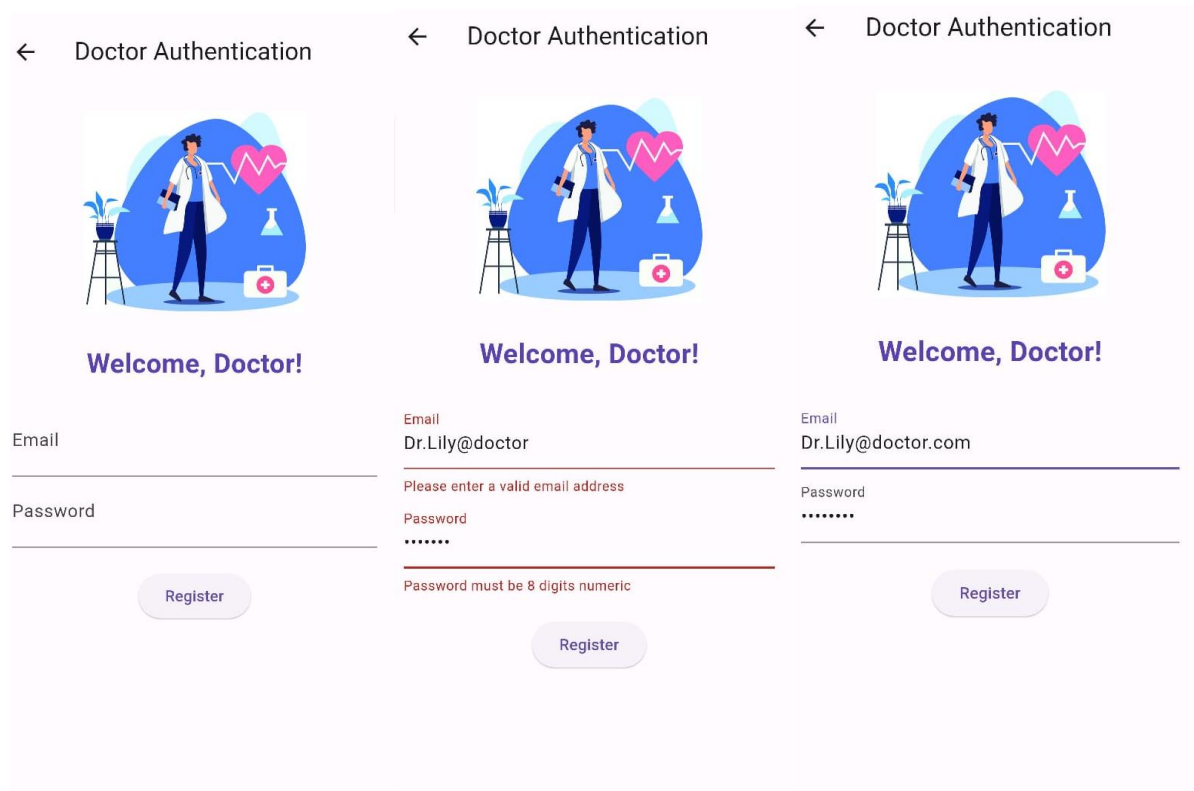 Doctor Authentication
Welcome, Doctor!
Email
Password
Register
Doctor Authentication
Welcome, Doctor!
Email
Dr.Lily@doctor
Please enter a valid email address
Password
•••••••
Password must be 8 digits numeric
Register
Doctor Authentication
Welcome, Doctor!
Email
Dr.Lily@doctor.com
Password
••••••••
Register